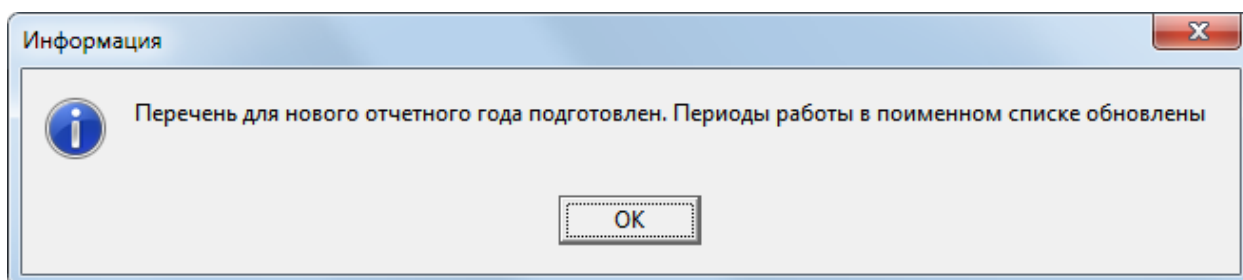 Информация
Перечень для нового отчетного года подготовлен. Периоды работы в поименном списке обновлены
OK